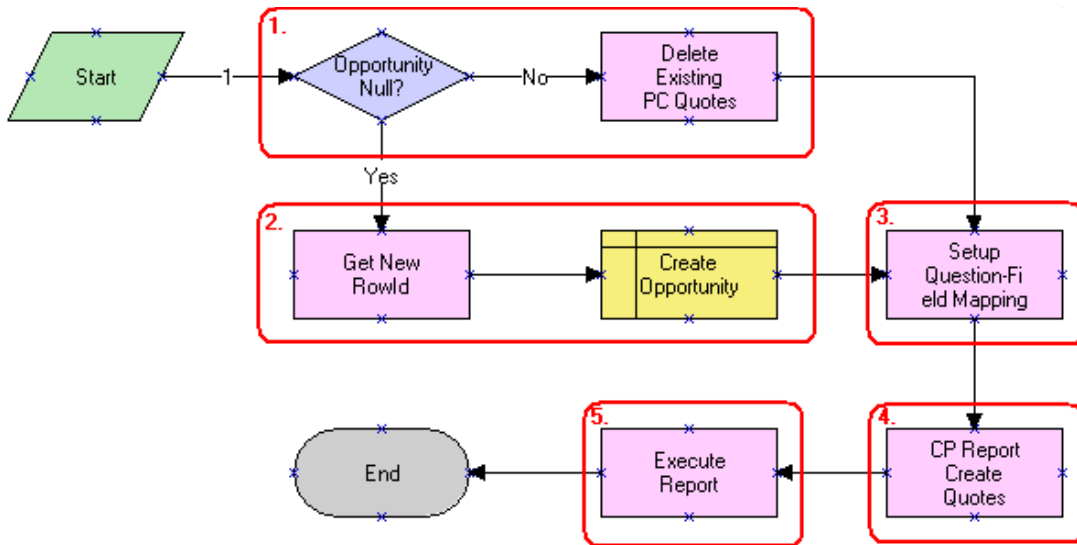 1.
Start
1
Opportunity
Null?
No
Delete
Existing
PC Quotes
Yes
2.
Get New
RowId
Create
Opportunity
3.
Setup
Question-Fi
eld Mapping
5.
4.
End
Execute
Report
CP Report
Create
Quotes